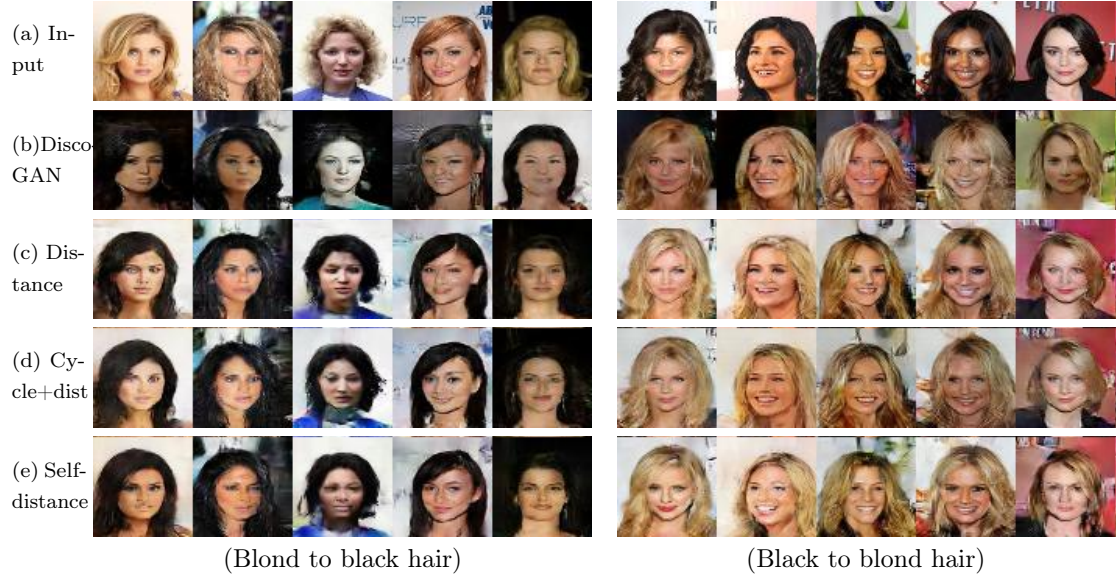 (a) In-
put
(b)Disco-
GAN
(c) Dis-
tance
(d) Cy-
cle+dist
(e) Self-
distance
(Blond to black hair)
(Black to blond hair)